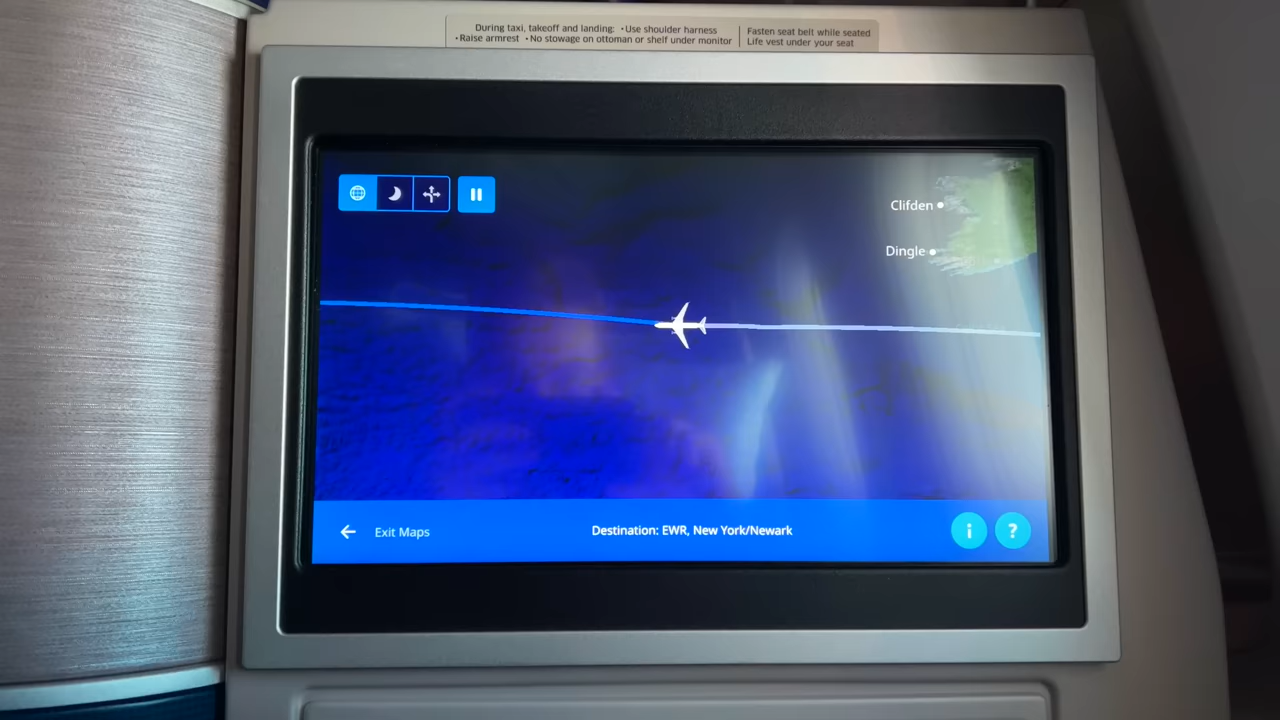 During taxi, takeoff and landing: •Use shoulder harness
•Raise armrest •No stowage on ottoman or shelf under monitor
Fasten seat belt while seated
Life vest under your seat
Clifden
Dingle
Exit Maps
Destination: EWR, New York/Newark
i
?